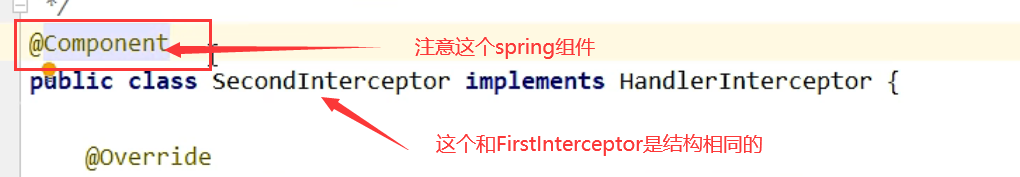 */
@Component 注意这个spring组件
public class SecondInterceptor implements HandlerInterceptor {
这个和FirstInterceptor是结构相同的
@Override